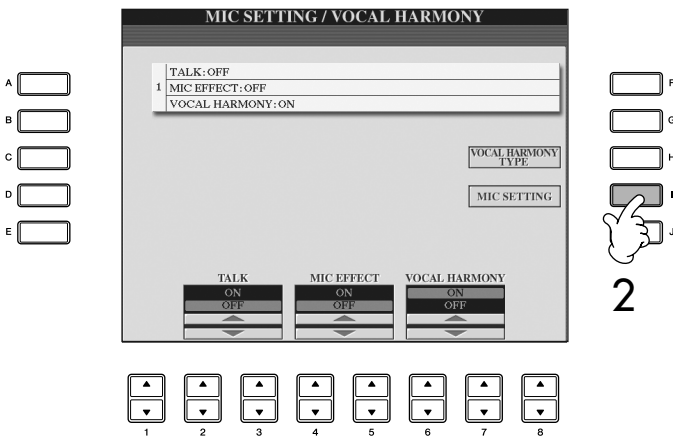 MIC SETTING / VOCAL HARMONY
1
TALK:OFF
MIC EFFECT:OFF
VOCAL HARMONY:ON
VOCAL HARMONY
TYPE
MIC SETTING
TALK
ON
OFF
MIC EFFECT
ON
OFF
VOCAL HARMONY
ON
OFF
A
B
C
D
E
F
G
H
I
J
2
1 2 3 4 5 6 7 8